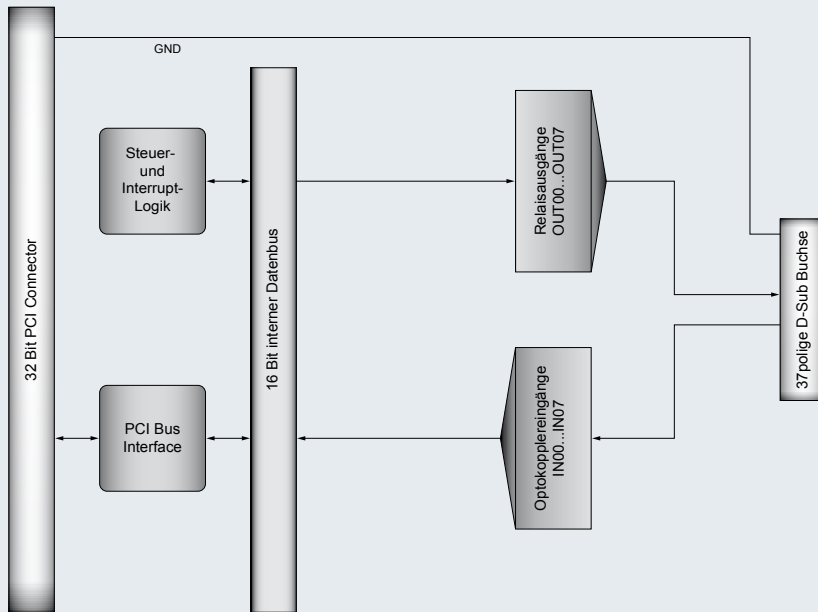 GND
32 Bit PCI Connector
Steuer-
und
Interrupt-
Logik
PCI Bus
Interface
16 Bit interner Datenbus
Relaisausgänge
OUT00...OUT07
Optokopplereingänge
IN00...IN07
37polige D-Sub Buchse